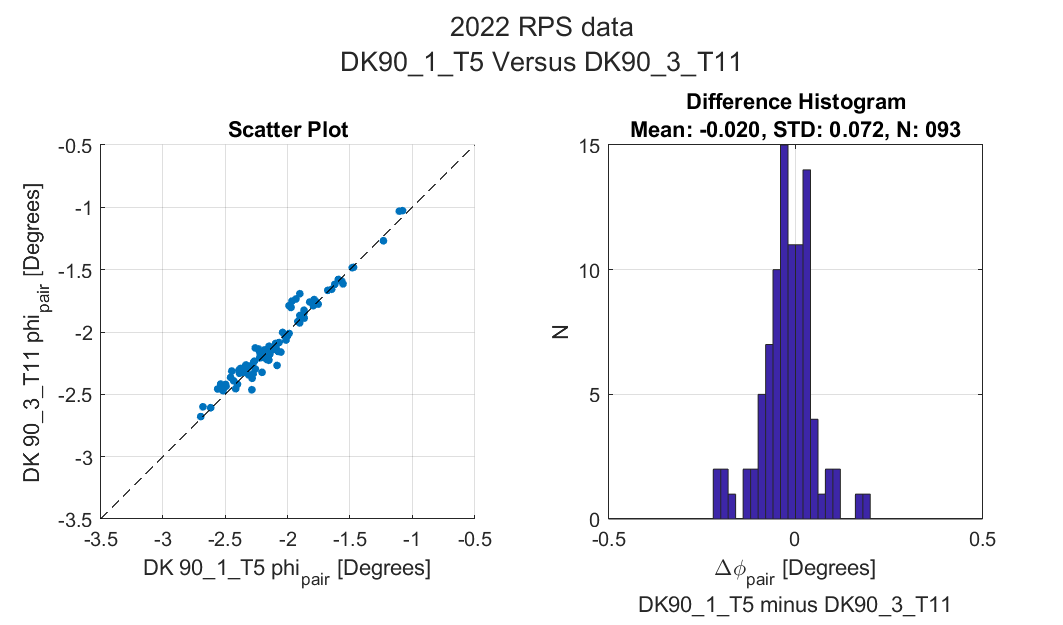 2022 RPS data
DK90_1_T5 Versus DK90_3_T11
Scatter Plot
-0.5
-1
-1.5
-2
-2.5
-3
-3.5
-3.5 -3 -2.5 -2 -1.5 -1 -0.5
DK 90_3_T11 phi_pair [Degrees]
DK 90_1_T5 phi_pair [Degrees]
Difference Histogram
Mean: -0.020, STD: 0.072, N: 093
15
10
5
0
N
-0.5 0 0.5
Δϕ_pair [Degrees]
DK90_1_T5 minus DK90_3_T11